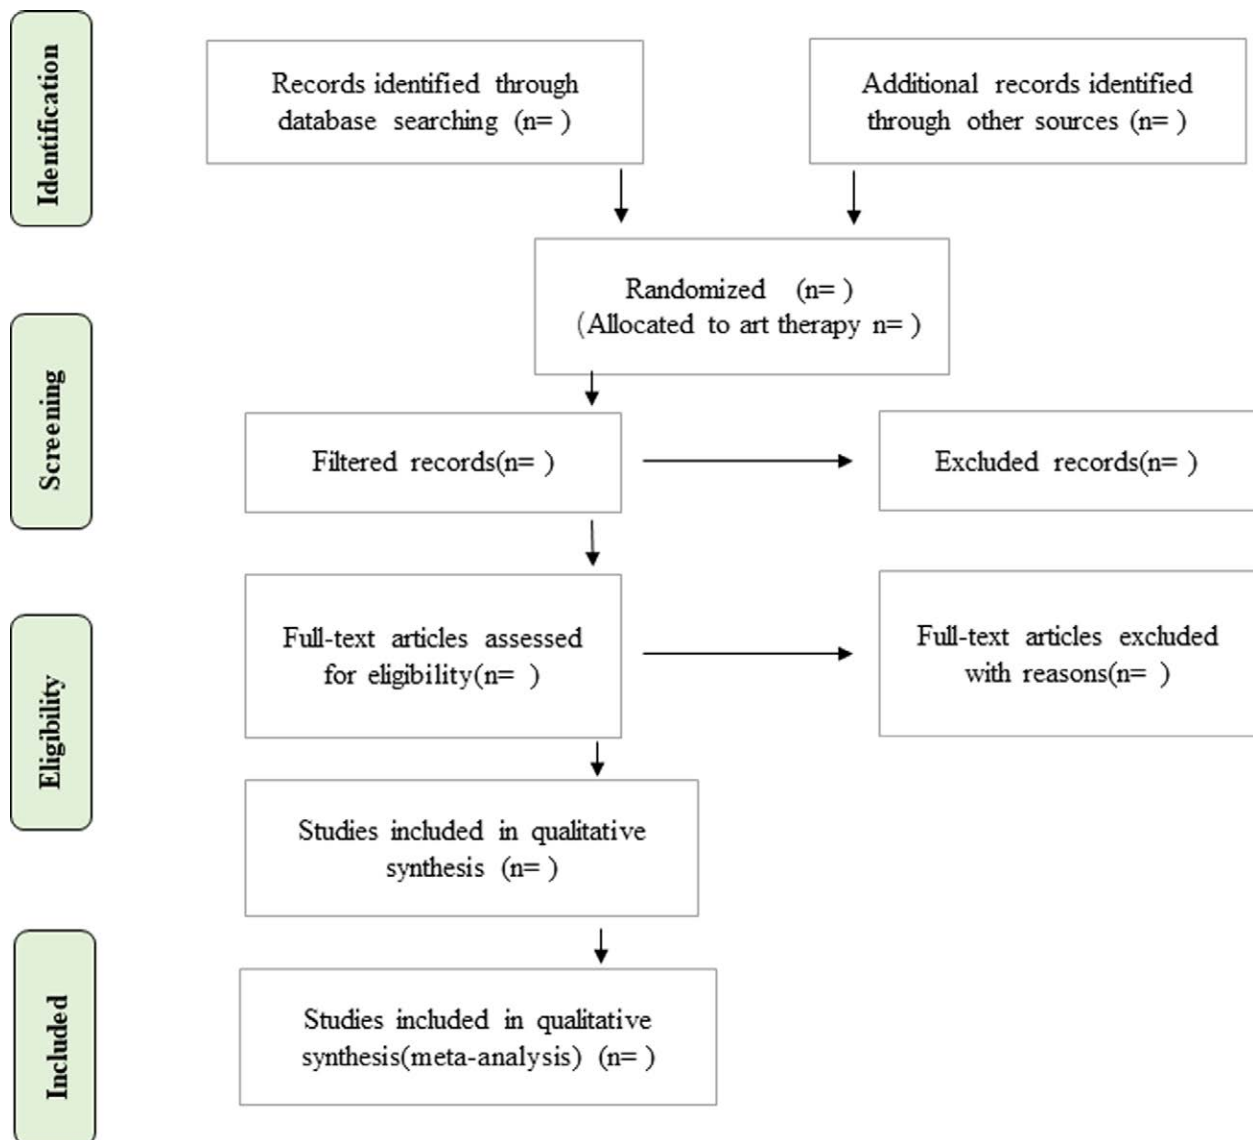 Identification
Records identified through
database searching (n= )
Additional records identified
through other sources (n= )
Randomized (n= )
(Allocated to art therapy n= )
Screening
Filtered records(n= )
Excluded records(n= )
Eligibility
Full-text articles assessed
for eligibility(n= )
Full-text articles excluded
with reasons(n= )
Studies included in qualitative
synthesis (n= )
Included
Studies included in qualitative
synthesis(meta-analysis) (n= )